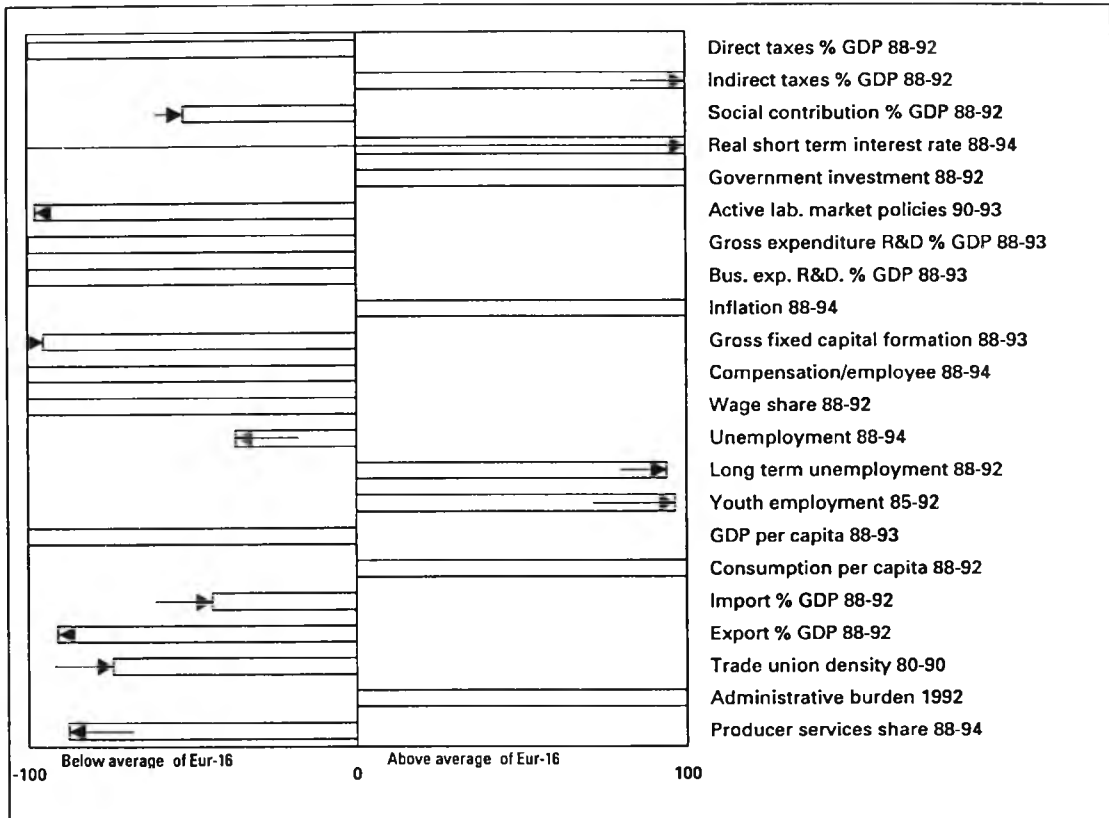 Direct taxes % GDP 88-92
Indirect taxes % GDP 88-92
Social contribution % GDP 88-92
Real short term interest rate 88-94
Government investment 88-92
Active lab. market policies 90-93
Gross expenditure R&D % GDP 88-93
Bus. exp. R&D. % GDP 88-93
Inflation 88-94
Gross fixed capital formation 88-93
Compensation/employee 88-94
Wage share 88-92
Unemployment 88-94
Long term unemployment 88-92
Youth employment 85-92
GDP per capita 88-93
Consumption per capita 88-92
Import % GDP 88-92
Export % GDP 88-92
Trade union density 80-90
Administrative burden 1992
Producer services share 88-94
Below average of Eur-16 Above average of Eur-16
-100 0 100